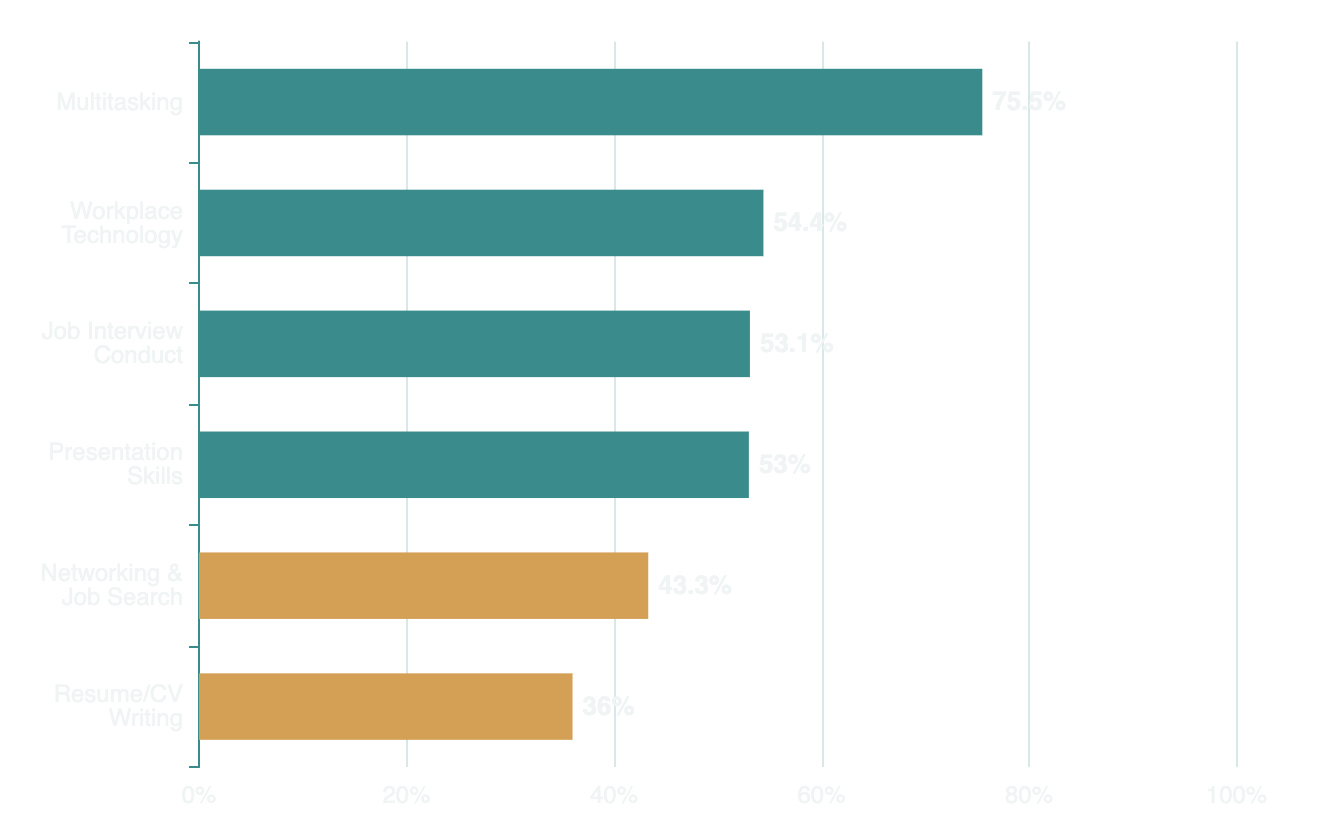 Multitasking
75.5%
Workplace
Technology
54.4%
Job Interview
Conduct
53.1%
Presentation
Skills
53%
Networking &
Job Search
43.3%
Resume/CV
Writing
36%
0% 20% 40% 60% 80% 100%